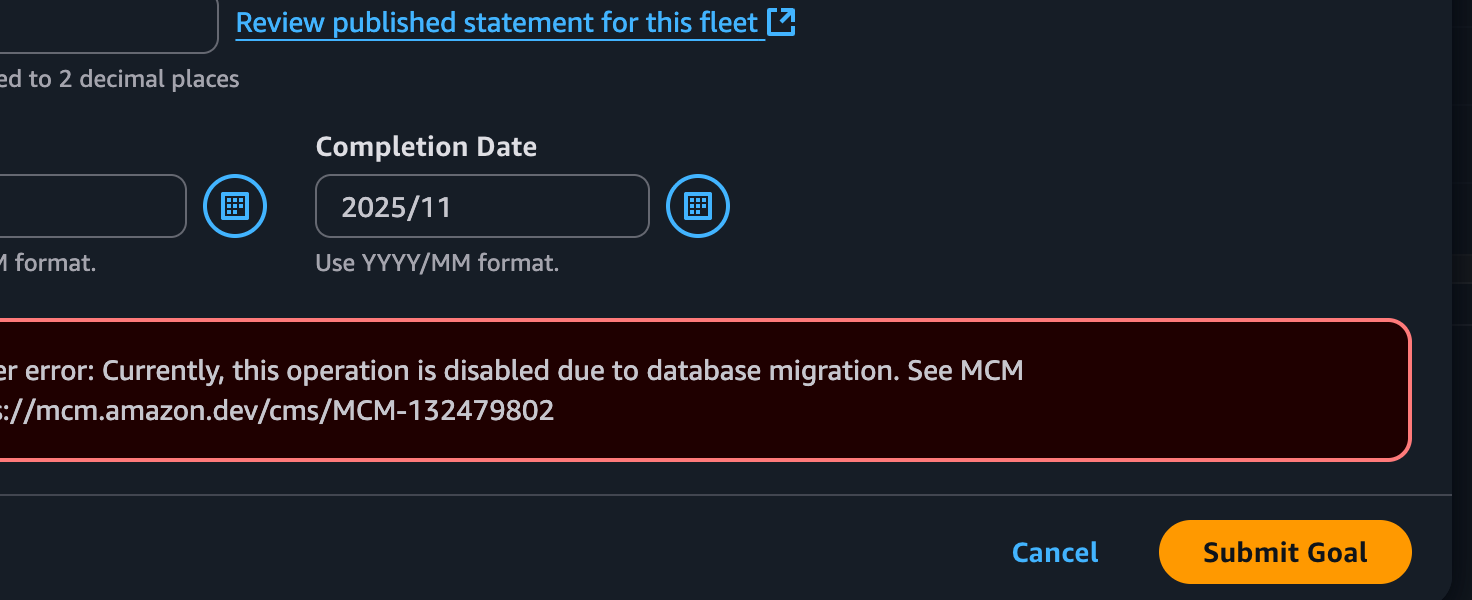 Review published statement for this fleet
ed to 2 decimal places
Completion Date
2025/11
M format.
Use YYYY/MM format.
er error: Currently, this operation is disabled due to database migration. See MCM
s://mcm.amazon.dev/cms/MCM-132479802
Cancel
Submit Goal